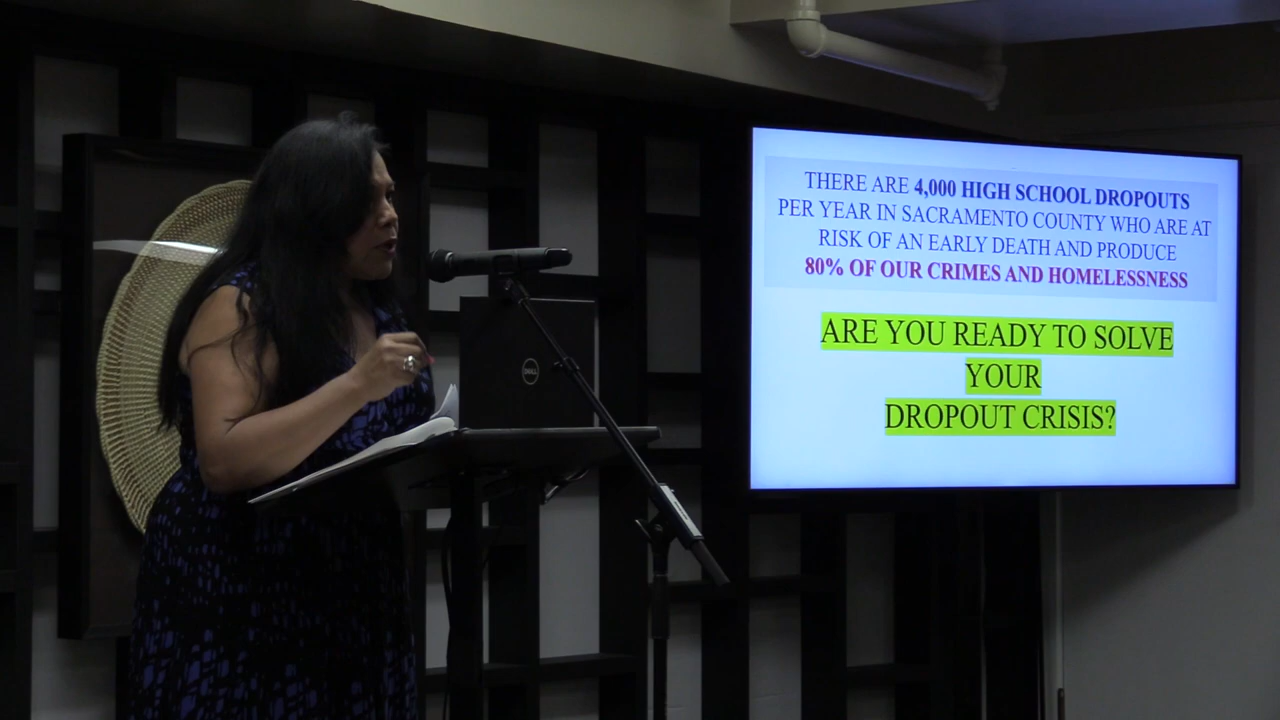 THERE ARE 4,000 HIGH SCHOOL DROPOUTS
PER YEAR IN SACRAMENTO COUNTY WHO ARE AT
RISK OF AN EARLY DEATH AND PRODUCE
80% OF OUR CRIMES AND HOMELESSNESS
ARE YOU READY TO SOLVE
YOUR
DROPOUT CRISIS?
DELL